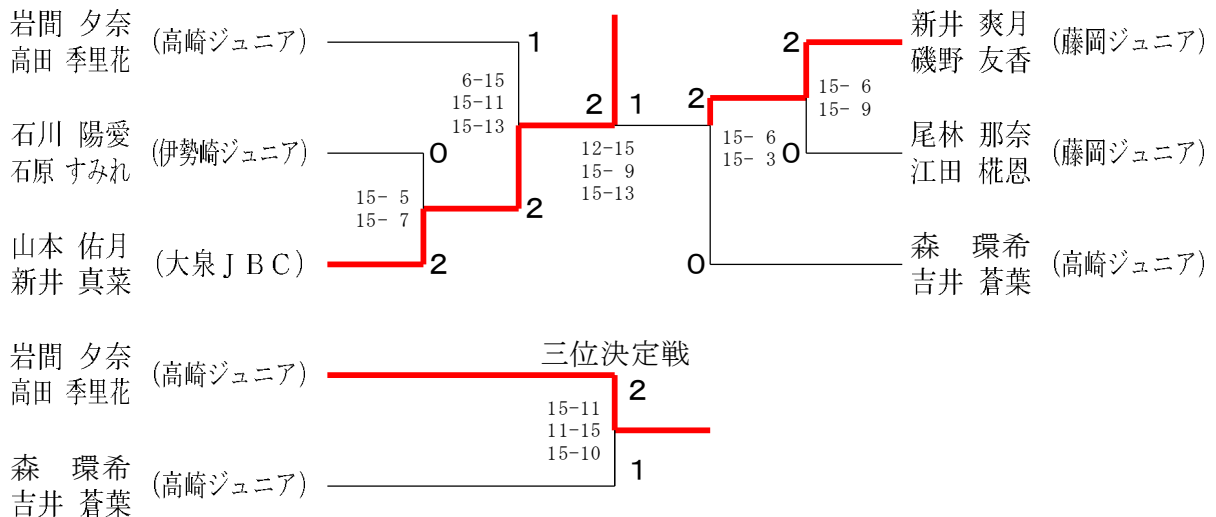 岩間 夕奈
高田 季里花
(高崎ジュニア)
1
6-15
15-11
15-13
石川 陽愛
石原 すみれ
(伊勢崎ジュニア)
0
15- 5
15- 7
2
山本 佑月
新井 真菜
(大泉ＪＢＣ)
2
2
1
12-15
15- 9
15-13
新井 爽月
磯野 友香
(藤岡ジュニア)
2
15- 6
15- 9
2
15- 6
15- 3
0
尾林 那奈
江田 椛恩
(藤岡ジュニア)
0
森　環希
吉井 蒼葉
(高崎ジュニア)
三位決定戦
岩間 夕奈
高田 季里花
(高崎ジュニア)
2
15-11
11-15
15-10
1
森　環希
吉井 蒼葉
(高崎ジュニア)